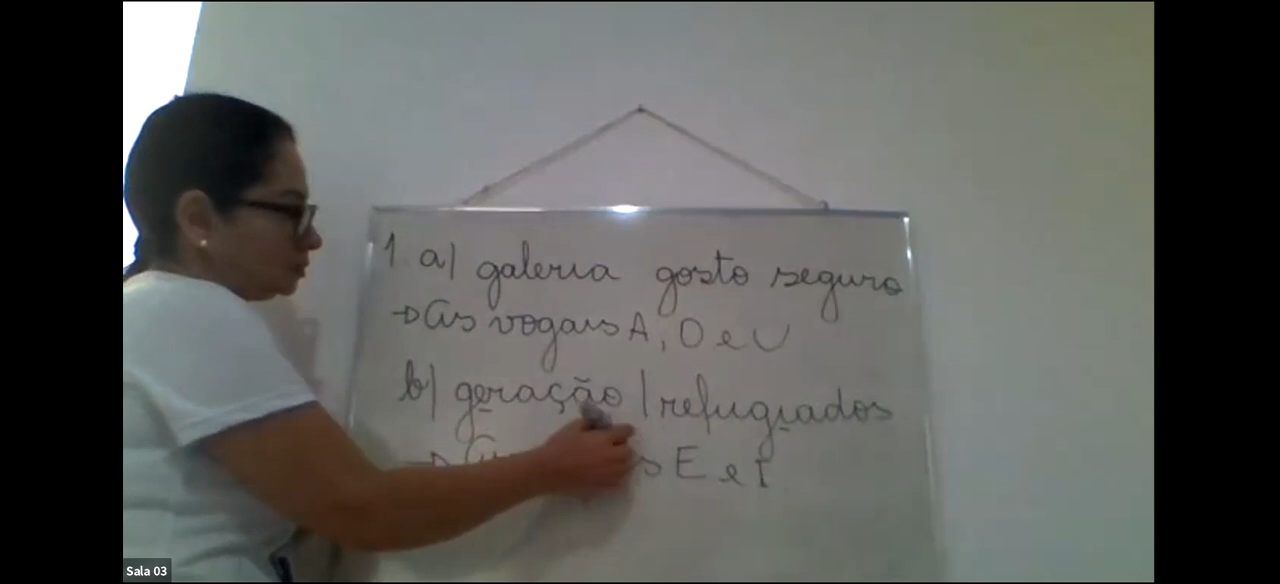 1 a) galeria gosto seguro
→ As vogais A, O e U
b) geração / refugiados
→ E e I
Sala 03